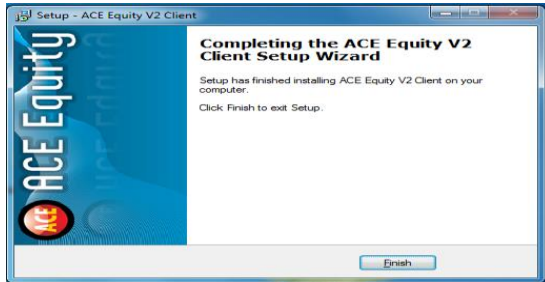 Setup - ACE Equity V2 Client
Completing the ACE Equity V2
Client Setup Wizard
Setup has finished installing ACE Equity V2 Client on your
computer.
Click Finish to exit Setup.
ACE Equity
ACE
Finish